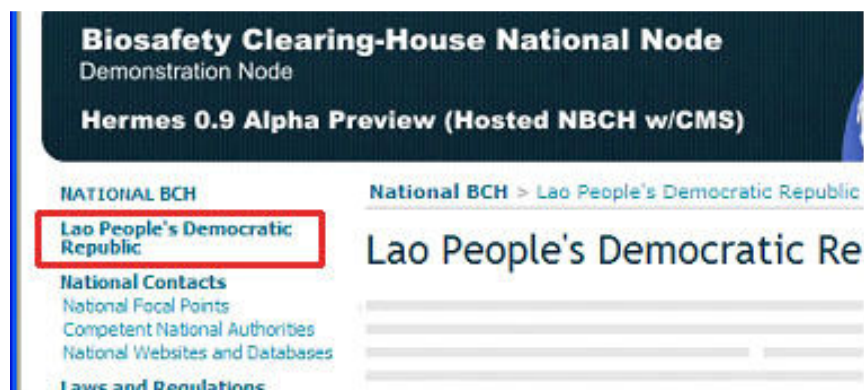 Biosafety Clearing-House National Node
Demonstration Node
Hermes 0.9 Alpha Preview (Hosted NBCH w/CMS)
NATIONAL BCH
Lao People's Democratic
Republic
National Contacts
National Focal Points
Competent National Authorities
National Websites and Databases
Laws and Regulations
National BCH > Lao People's Democratic Republic
Lao People's Democratic Re